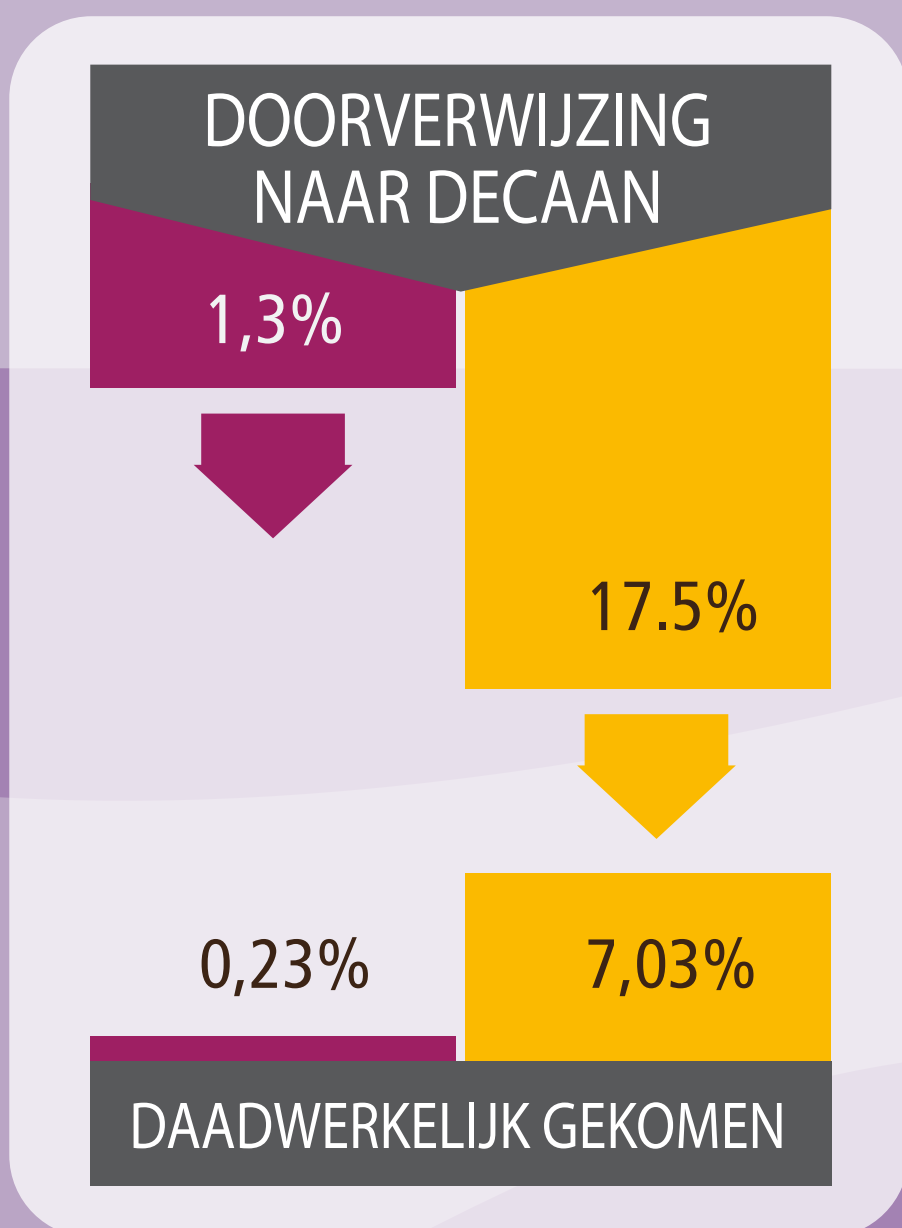 DOORVERWIJZING
NAAR DECAAN
1,3%
17.5%
0,23%
7,03%
DAADWERKELIJK GEKOMEN